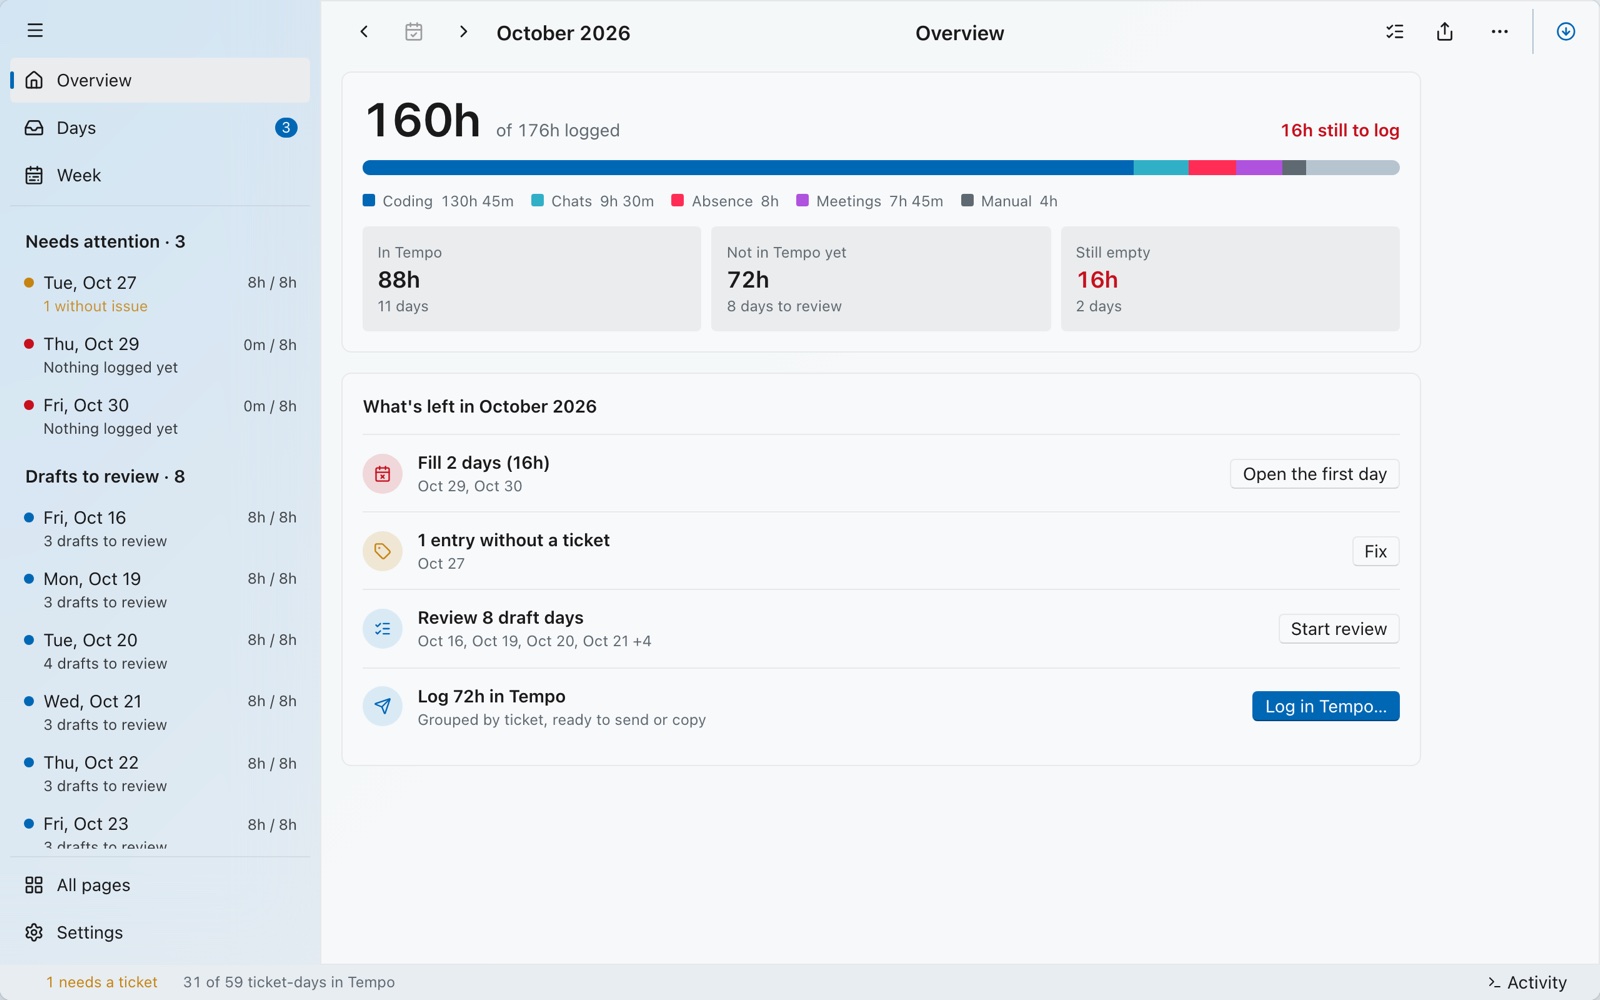 October 2026
Overview
Overview
Days
3
Week
Needs attention · 3
Tue, Oct 27
8h / 8h
1 without issue
Thu, Oct 29
0m / 8h
Nothing logged yet
Fri, Oct 30
0m / 8h
Nothing logged yet
Drafts to review · 8
Fri, Oct 16
8h / 8h
3 drafts to review
Mon, Oct 19
8h / 8h
3 drafts to review
Tue, Oct 20
8h / 8h
4 drafts to review
Wed, Oct 21
8h / 8h
3 drafts to review
Thu, Oct 22
8h / 8h
3 drafts to review
Fri, Oct 23
8h / 8h
3 drafts to review
All pages
Settings
160h of 176h logged
16h still to log
Coding 130h 45m Chats 9h 30m Absence 8h Meetings 7h 45m Manual 4h
In Tempo
88h
11 days
Not in Tempo yet
72h
8 days to review
Still empty
16h
2 days
What's left in October 2026
Fill 2 days (16h)
Oct 29, Oct 30
Open the first day
1 entry without a ticket
Oct 27
Fix
Review 8 draft days
Oct 16, Oct 19, Oct 20, Oct 21 +4
Start review
Log 72h in Tempo
Grouped by ticket, ready to send or copy
Log in Tempo...
1 needs a ticket
31 of 59 ticket-days in Tempo
Activity